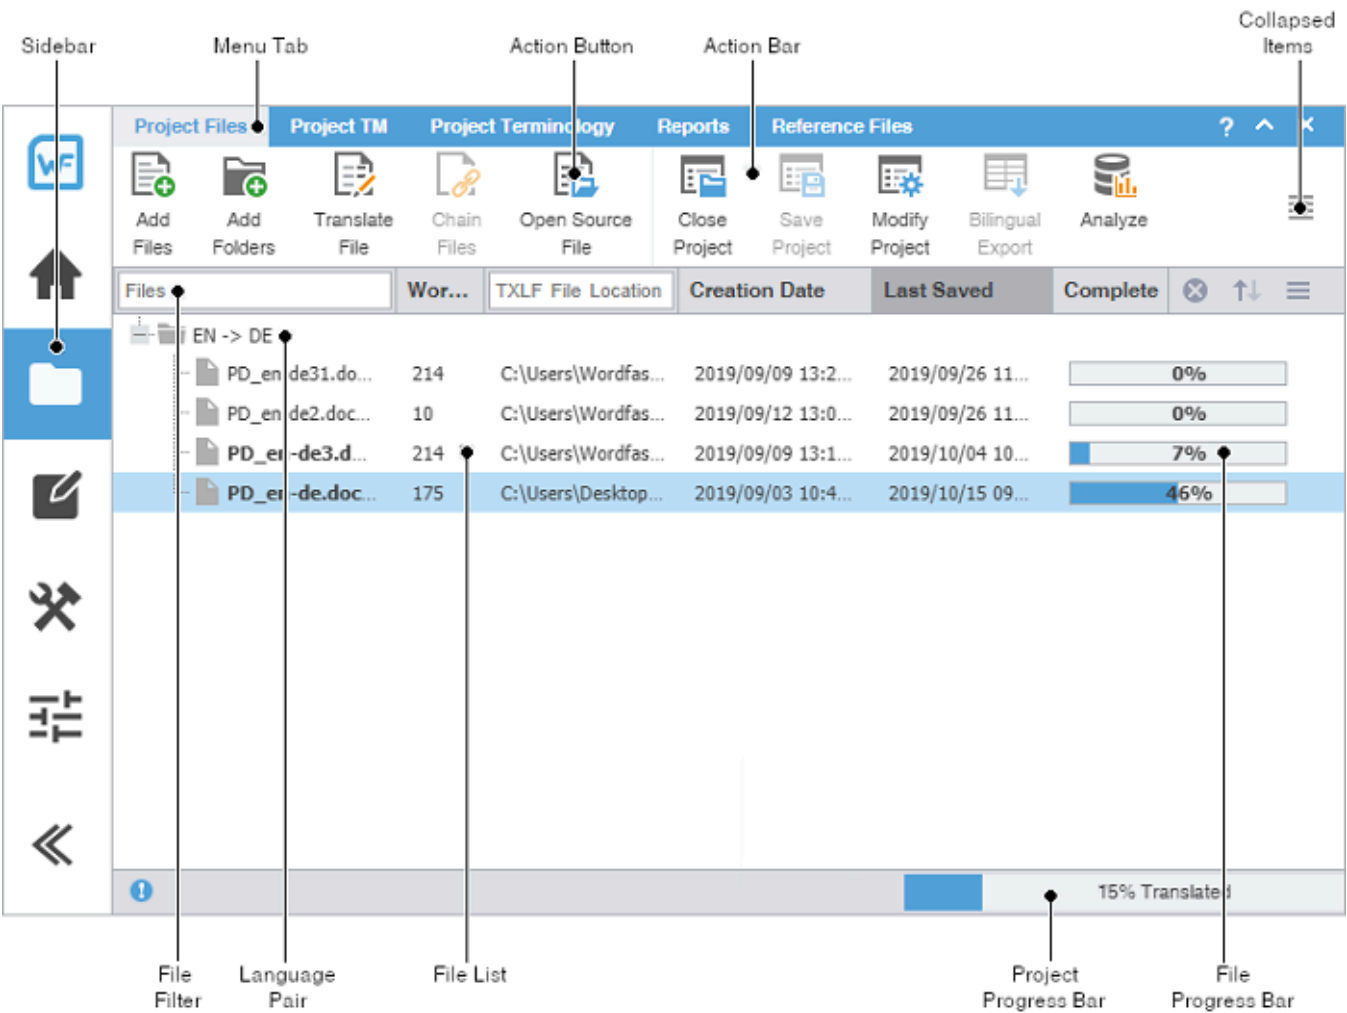 Collapsed
Items
Sidebar
Menu Tab
Action Button
Action Bar
WF
Project Files
Project TM
Project Terminology
Reports
Reference Files
?
Add
Files
Add
Folders
Translate
File
Chain
Files
Open Source
File
Close
Project
Save
Project
Modify
Project
Bilingual
Export
Analyze
Files
Wor...
TXLF File Location
Creation Date
Last Saved
Complete
EN -> DE
PD_en-de31.do... 214 C:\Users\Wordfas... 2019/09/09 13:2... 2019/09/26 11... 0%
PD_en-de2.doc... 10 C:\Users\Wordfas... 2019/09/12 13:0... 2019/09/26 11... 0%
PD_en-de3.d... 214 C:\Users\Wordfas... 2019/09/09 13:1... 2019/10/04 10... 7%
PD_en-de.doc... 175 C:\Users\Desktop... 2019/09/03 10:4... 2019/10/15 09... 46%
15% Translated
File
Filter
Language
Pair
File List
Project
Progress Bar
File
Progress Bar